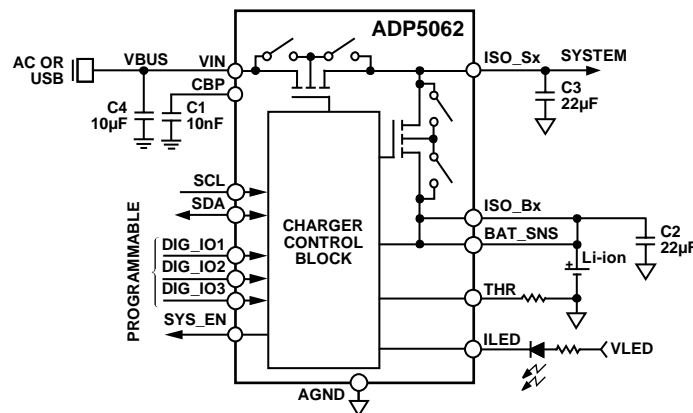 ADP5062
AC OR
USB
VBUS
VIN
CBP
C4
10µF
C1
10nF
ISO_Sx
SYSTEM
C3
22µF
SCL
SDA
PROGRAMMABLE
DIG_IO1
DIG_IO2
DIG_IO3
SYS_EN
CHARGER
CONTROL
BLOCK
ISO_Bx
BAT_SNS
+
Li-ion
C2
22µF
THR
ILED
VLED
AGND